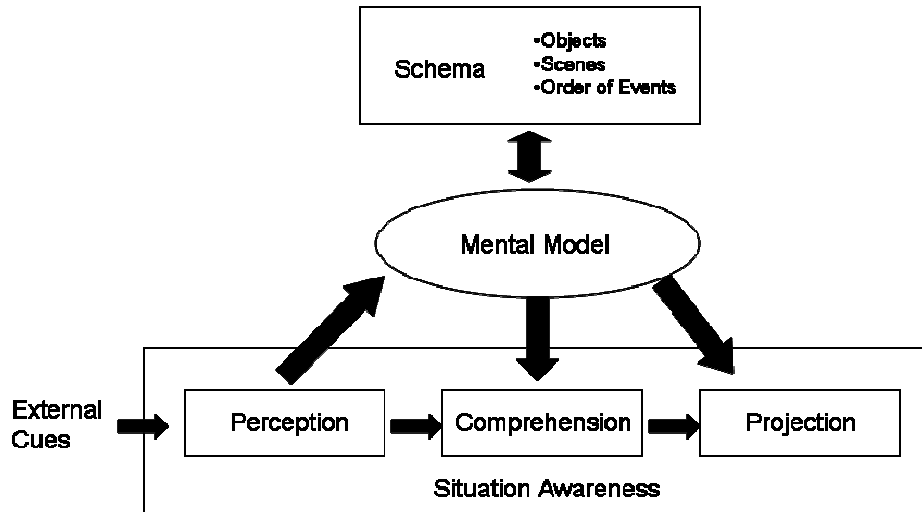 Schema
•Objects
•Scenes
•Order of Events
Mental Model
External
Cues
Perception
Comprehension
Projection
Situation Awareness